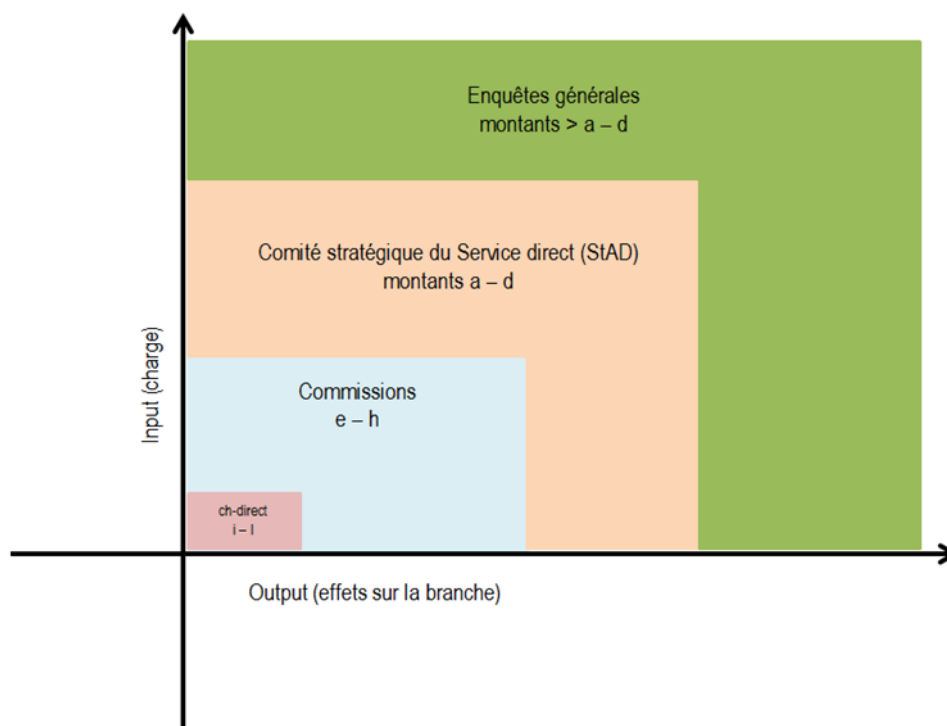 Enquêtes générales
montants > a – d
Comité stratégique du Service direct (StAD)
montants a – d
Commissions
e – h
ch-direct
i – l
Input (charge)
Output (effets sur la branche)